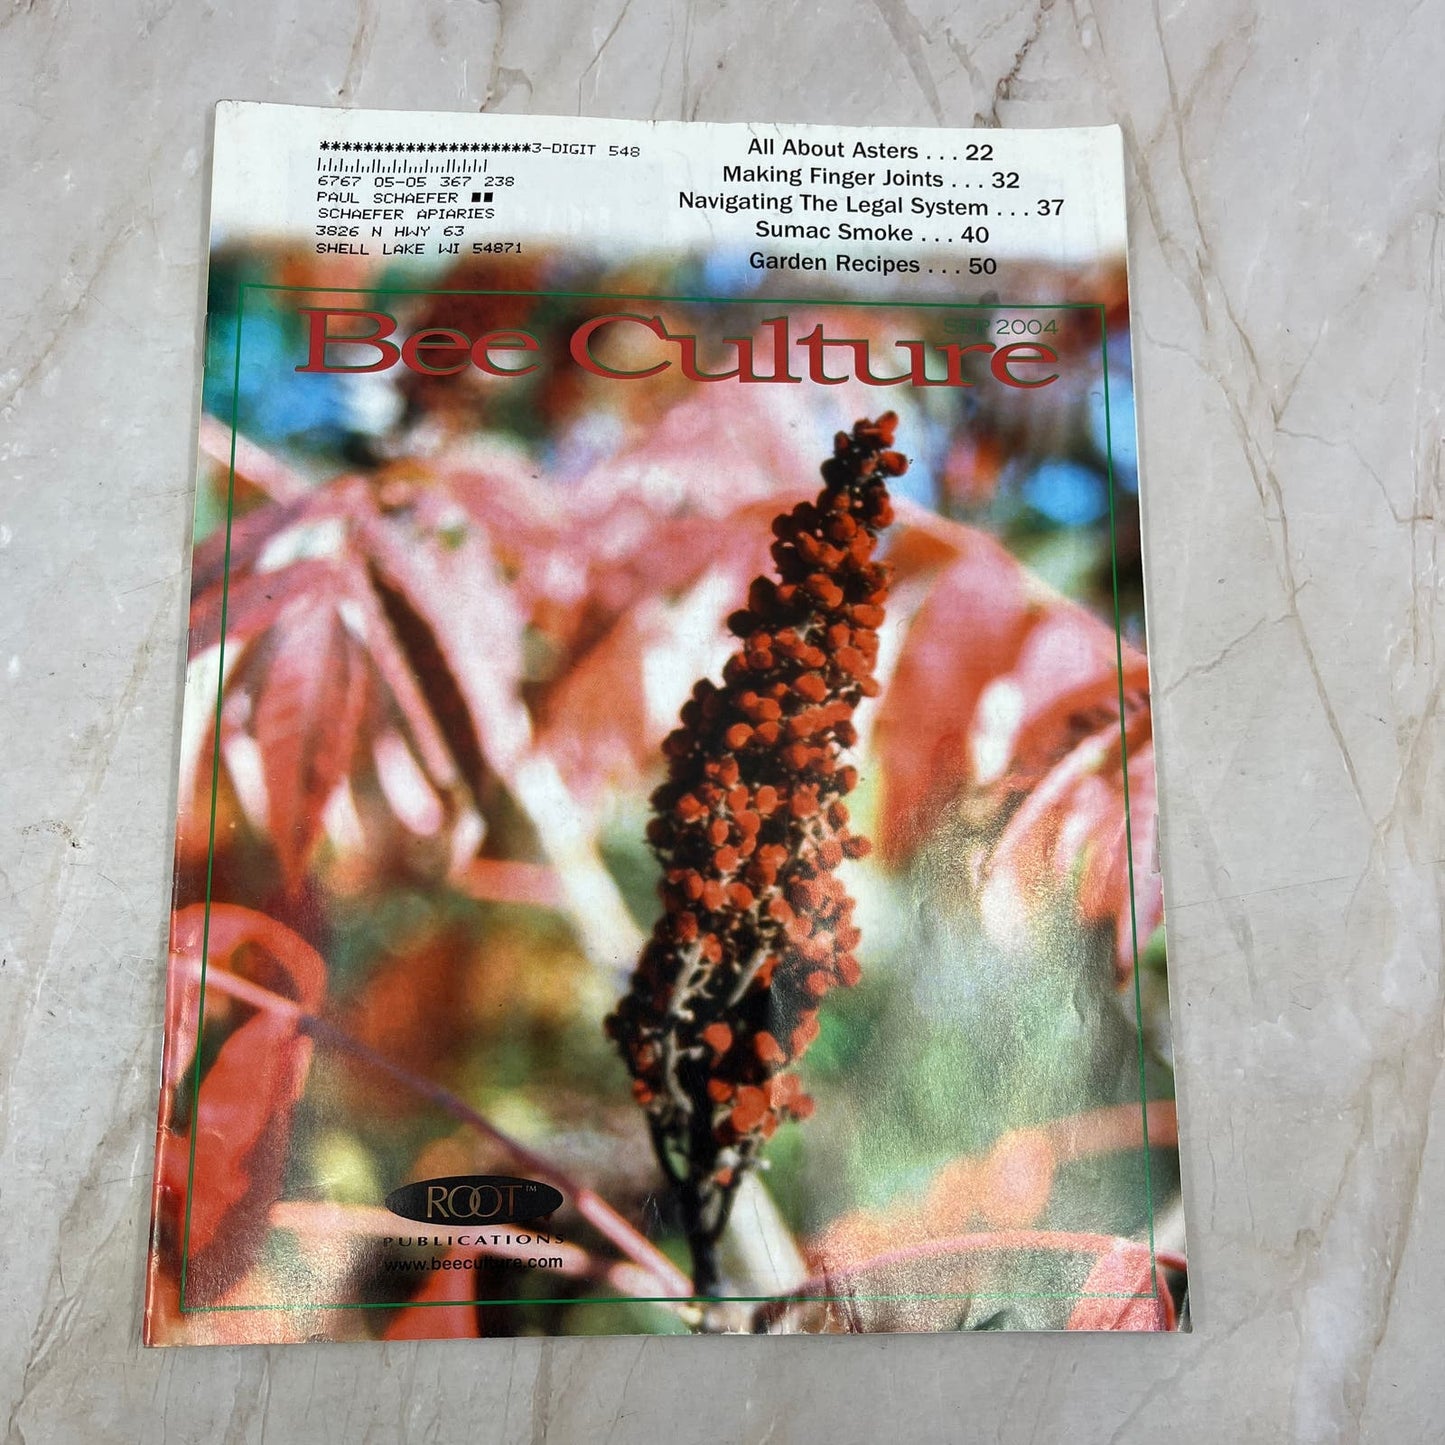 ********************3-DIGIT 548
6767 05-05 367 238
PAUL SCHAEFER
SCHAEFER APIARIES
3826 N HWY 63
SHELL LAKE WI 54871
All About Asters . . . 22
Making Finger Joints . . . 32
Navigating The Legal System . . . 37
Sumac Smoke . . . 40
Garden Recipes . . . 50
SEP 2004
Bee Culture
ROOT™
PUBLICATIONS
www.beeculture.com